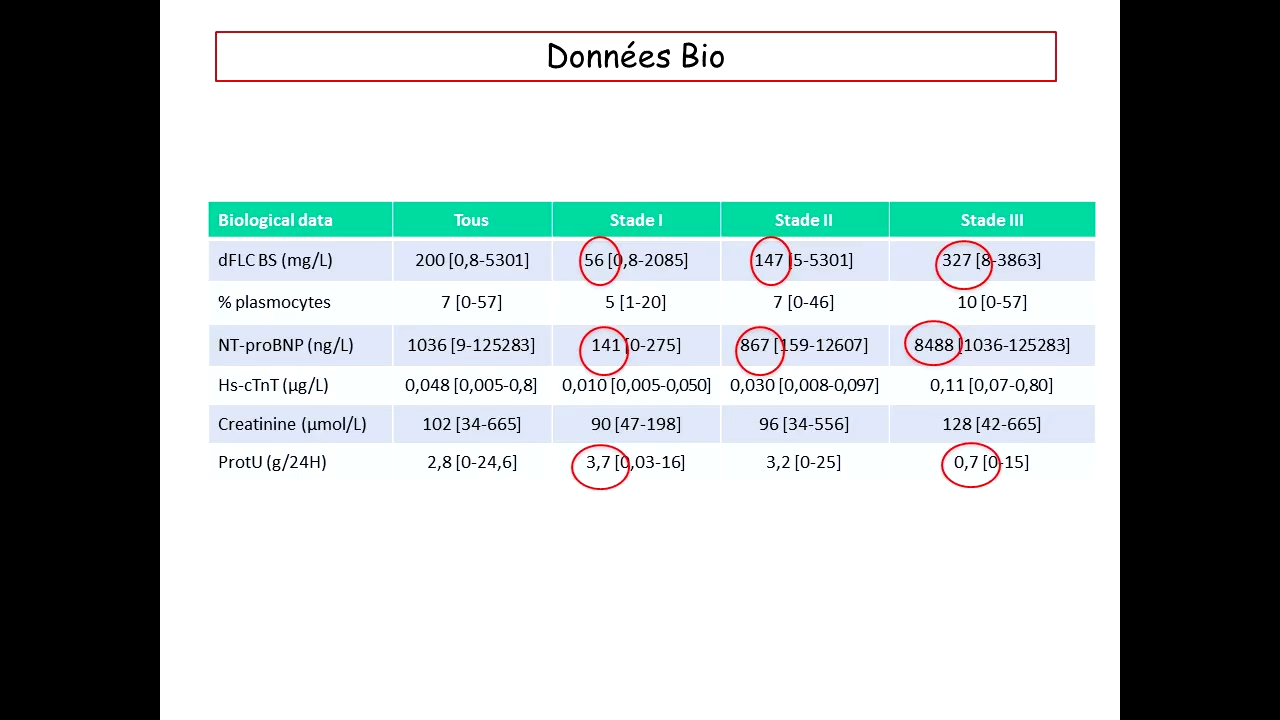 Données Bio
Biological data Tous Stade I Stade II Stade III
dFLC BS (mg/L) 200 [0,8-5301] 56 [0,8-2085] 147 [5-5301] 327 [8-3863]
% plasmocytes 7 [0-57] 5 [1-20] 7 [0-46] 10 [0-57]
NT-proBNP (ng/L) 1036 [9-125283] 141 [0-275] 867 [159-12607] 8488 [1036-125283]
Hs-cTnT (µg/L) 0,048 [0,005-0,8] 0,010 [0,005-0,050] 0,030 [0,008-0,097] 0,11 [0,07-0,80]
Creatinine (µmol/L) 102 [34-665] 90 [47-198] 96 [34-556] 128 [42-665]
ProtU (g/24H) 2,8 [0-24,6] 3,7 [0,03-16] 3,2 [0-25] 0,7 [0-15]